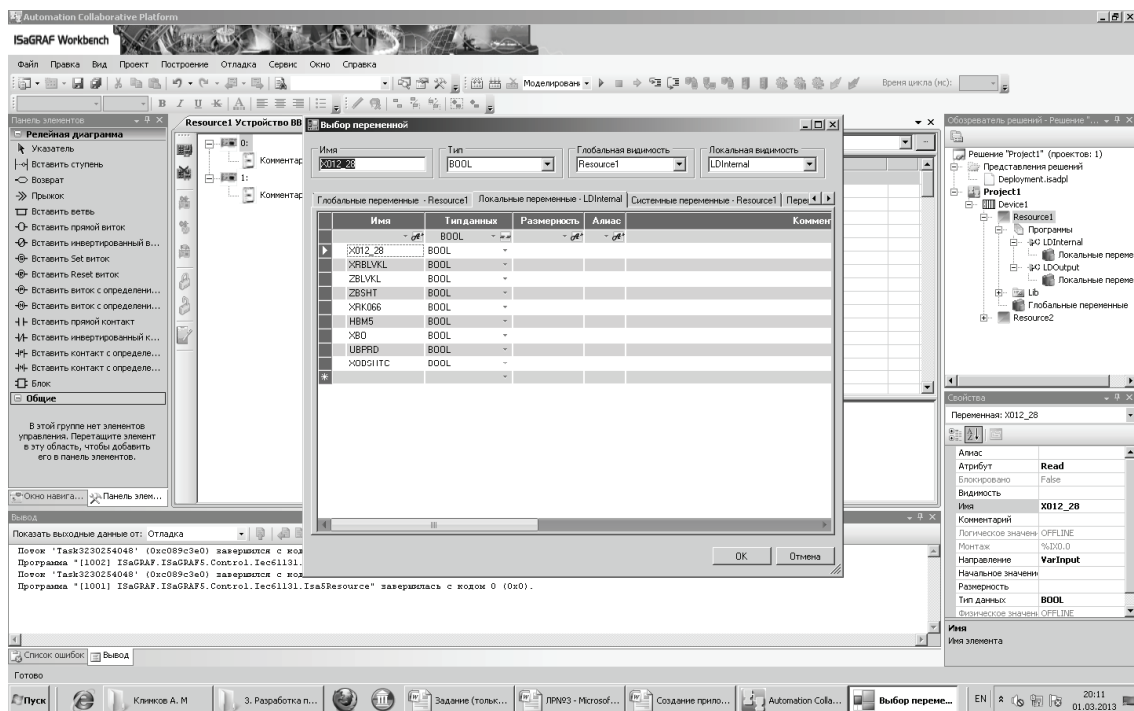 Automation Collaborative Platform
ISaGRAF Workbench
Файл Правка Вид Проект Построение Отладка Сервис Окно Справка
Моделирован
Время цикла (мс):
Панель элементов
Релейная диаграмма
Указатель
Вставить ступень
Возврат
Прыжок
Вставить ветвь
Вставить прямой виток
Вставить инвертированный в...
Вставить Set виток
Вставить Reset виток
Вставить виток с определени...
Вставить виток с определени...
Вставить прямой контакт
Вставить инвертированный к...
Вставить контакт с определе...
Вставить контакт с определе...
Блок
Общие
В этой группе нет элементов
управления. Перетащите элемент
в эту область, чтобы добавить
его в панель элементов.
Окно навига... Панель элем...
Resource1 Устройство ВВ
0:
Комментар
1:
Комментар
Выбор переменной
Имя Тип Глобальная видимость Локальная видимость
X012_28 BOOL Resource1 LDInternal
Глобальные переменные - Resource1 Локальные переменные - LDInternal Системные переменные - Resource1
Имя Тип данных Размерность Алиас Коммент
BOOL
X012_28 BOOL
XRBLVKL BOOL
ZBLVKL BOOL
ZBSHT BOOL
XRK066 BOOL
HBM5 BOOL
XBO BOOL
UBPRD BOOL
BOOL
OK Отмена
Обозреватель решений - Решение "...
Решение "Project1" (проектов: 1)
Представления решений
Deployment.isadpl
Project1
Device1
Resource1
Программы
LDInternal
Локальные переме
LDOutput
Локальные переме
Lib
Глобальные переменные
Resource2
Свойства
Переменная: X012_28
Алиас
Атрибут Read
Блокировано False
Видимость
Имя X012_28
Комментарий
Логическое значени OFFLINE
Монтаж %IX0.0
Направление VarInput
Начальное значени
Размерность
Тип данных BOOL
Физическое значени OFFLINE
Имя
Имя элемента
Вывод
Показать выходные данные от: Отладка
Поток 'Task3230254048' (0xc089c3e0) завершился с код
Программа "[1002] ISaGRAF.ISaGRAF5.Control.Iec61131.
Поток 'Task3230254048' (0xc089c3e0) завершился с код
Программа "[1001] ISaGRAF.ISaGRAF5.Control.Iec61131.Isa5Resource" завершилась с кодом 0 (0x0).
Список ошибок Вывод
Готово
Пуск Климков А. М 3. Разработка п... Задание (тольк... ЛР№3 - Microsof... Создание прило... Automation Colla... Выбор переме... EN 20:11
01.03.2013